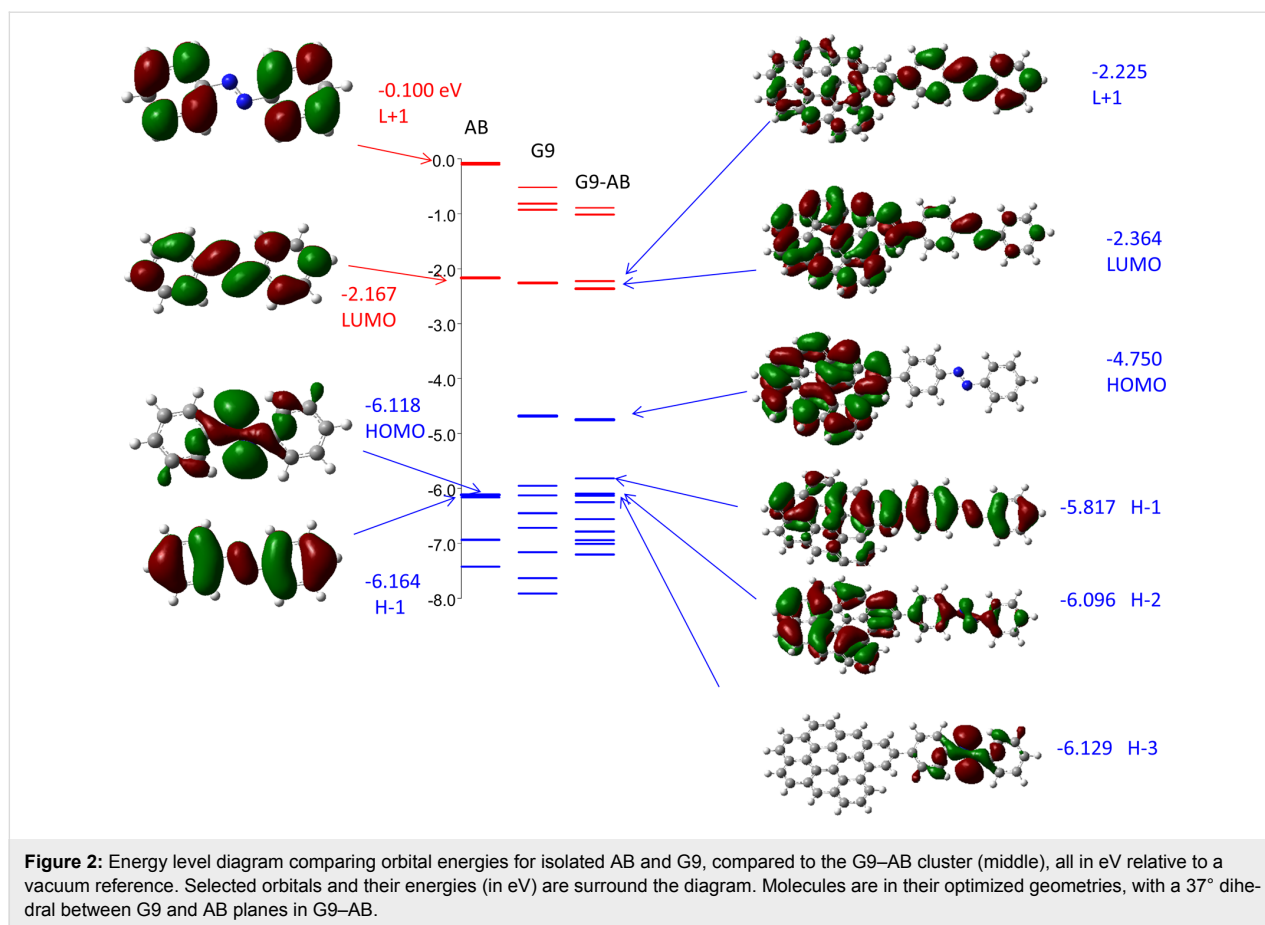 -0.100 eV
L+1
AB
G9
G9-AB
0.0
-1.0
-2.0
-3.0
-4.0
-5.0
-6.0
-7.0
-8.0
-2.167
LUMO
-6.118
HOMO
-6.164
H-1
-2.225
L+1
-2.364
LUMO
-4.750
HOMO
-5.817 H-1
-6.096 H-2
-6.129 H-3
Figure 2: Energy level diagram comparing orbital energies for isolated AB and G9, compared to the G9–AB cluster (middle), all in eV relative to a
vacuum reference. Selected orbitals and their energies (in eV) are surround the diagram. Molecules are in their optimized geometries, with a 37° dihe-
dral between G9 and AB planes in G9–AB.